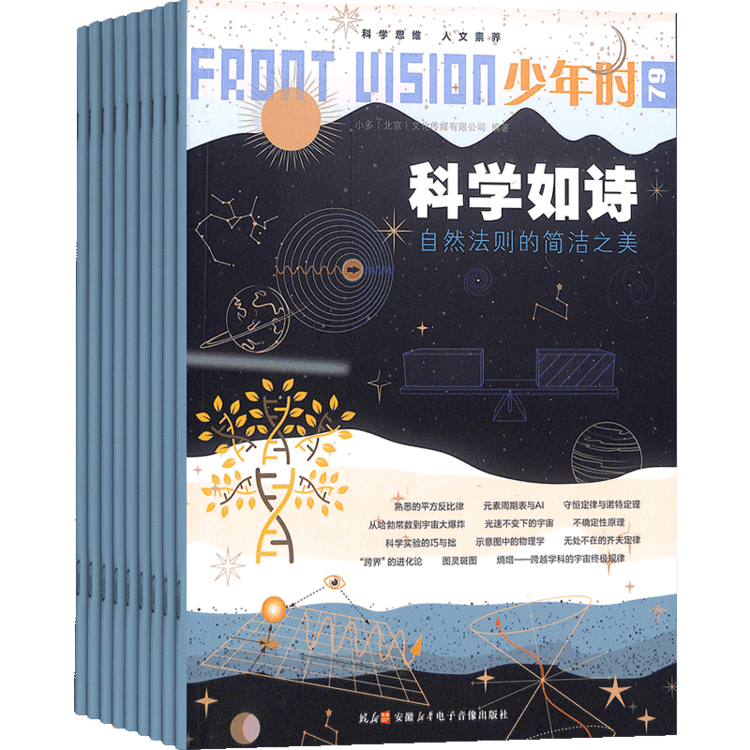 科学思维 人文素养
FRONT VISION 少年时 79
小多（北京）文化传媒有限公司 编著
科学如诗
自然法则的简洁之美
熟悉的平方反比律 元素周期表与AI 守恒定律与诺特定理
从哈勃常数到宇宙大爆炸 光速不变下的宇宙 不确定性原理
科学实验的巧与拙 示意图中的物理学 无处不在的齐夫定律
“跨界”的进化论 图灵斑图 熵增——跨越学科的宇宙终极规律
皖新 安徽新华电子音像出版社